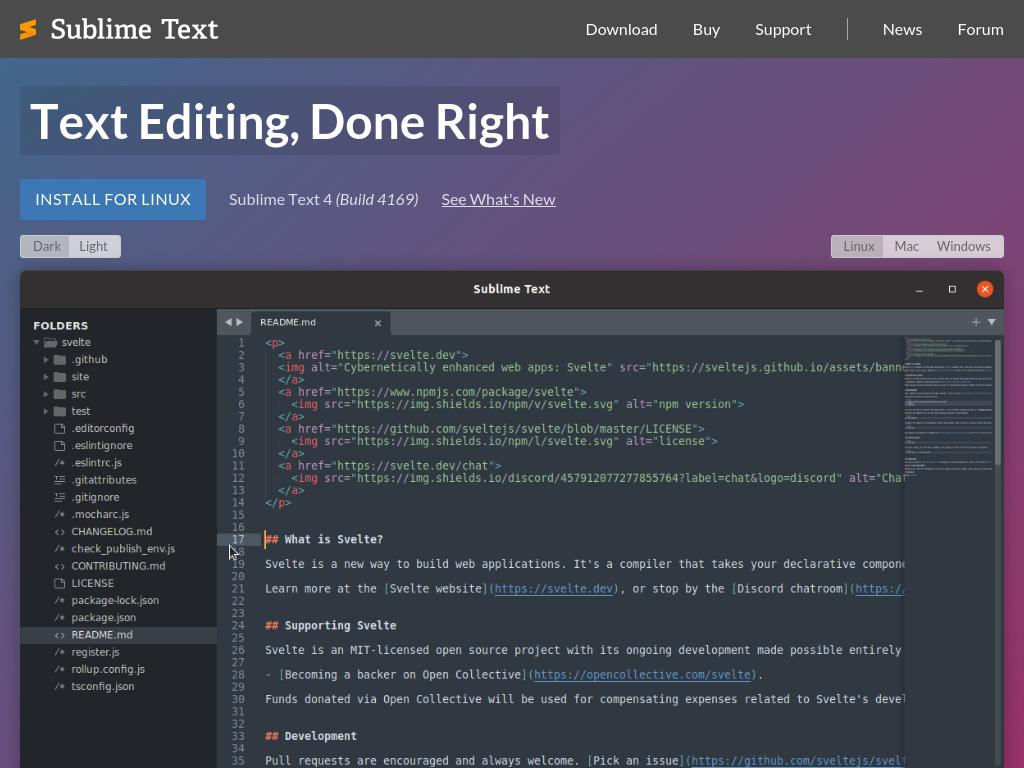 Sublime Text
Download Buy Support News Forum
Text Editing, Done Right
INSTALL FOR LINUX Sublime Text 4 (Build 4169) See What's New
Dark Light Linux Mac Windows
Sublime Text
FOLDERS
svelte
.github
site
src
test
.editorconfig
.eslintignore
.eslintrc.js
.gitattributes
.gitignore
.mocharc.js
CHANGELOG.md
check_publish_env.js
CONTRIBUTING.md
LICENSE
package-lock.json
package.json
README.md
register.js
rollup.config.js
tsconfig.json
README.md
1 <p>
2 <a href="https://svelte.dev">
3 <img alt="Cybernetically enhanced web apps: Svelte" src="https://sveltejs.github.io/assets/bann
4 </a>
5 <a href="https://www.npmjs.com/package/svelte">
6 <img src="https://img.shields.io/npm/v/svelte.svg" alt="npm version">
7 </a>
8 <a href="https://github.com/sveltejs/svelte/blob/master/LICENSE">
9 <img src="https://img.shields.io/npm/l/svelte.svg" alt="license">
10 </a>
11 <a href="https://svelte.dev/chat">
12 <img src="https://img.shields.io/discord/457912077277855764?label=chat&logo=discord" alt="Chat
13 </a>
14 </p>
15
16
17 ## What is Svelte?
18
19 Svelte is a new way to build web applications. It's a compiler that takes your declarative compone
20
21 Learn more at the [Svelte website](https://svelte.dev), or stop by the [Discord chatroom](https:/
22
23
24 ## Supporting Svelte
25
26 Svelte is an MIT-licensed open source project with its ongoing development made possible entirely
27
28 - [Becoming a backer on Open Collective](https://opencollective.com/svelte).
29
30 Funds donated via Open Collective will be used for compensating expenses related to Svelte's devel
31
32
33 ## Development
34
35 Pull requests are encouraged and always welcome. [Pick an issue](https://github.com/sveltejs/svelt